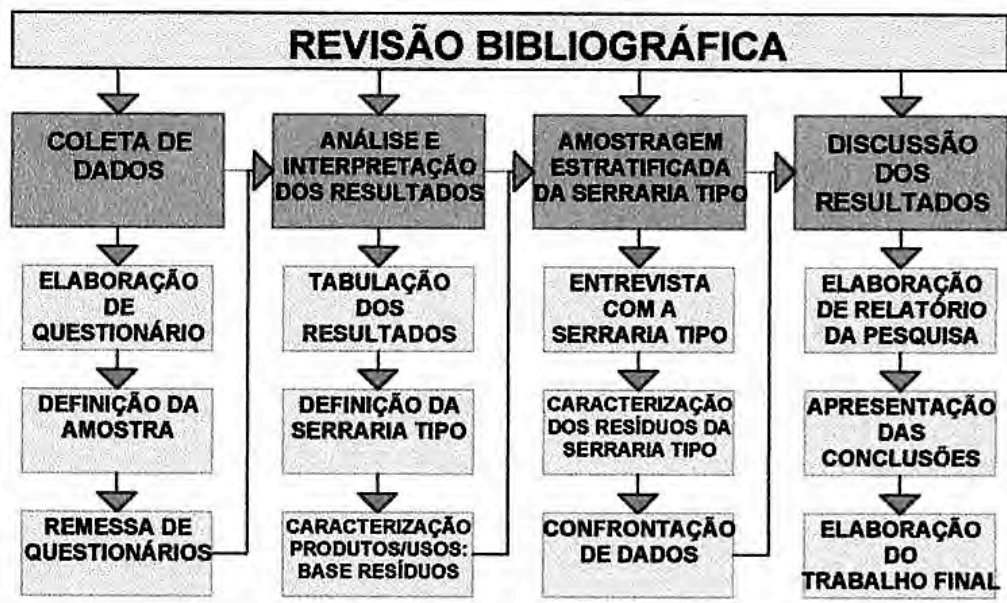 REVISÃO BIBLIOGRÁFICA
COLETA DE
DADOS
ELABORAÇÃO
DE
QUESTIONÁRIO
DEFINIÇÃO DA
AMOSTRA
REMESSA DE
QUESTIONÁRIOS
ANÁLISE E
INTERPRETAÇÃO
DOS RESULTADOS
TABULAÇÃO
DOS
RESULTADOS
DEFINIÇÃO DA
SERRARIA TIPO
CARACTERIZAÇÃO
PRODUTOS/USOS:
BASE RESÍDUOS
AMOSTRAGEM
ESTRATIFICADA
DA SERRARIA TIPO
ENTREVISTA
COM A
SERRARIA TIPO
CARACTERIZAÇÃO
DOS RESÍDUOS DA
SERRARIA TIPO
CONFRONTAÇÃO
DE DADOS
DISCUSSÃO
DOS
RESULTADOS
ELABORAÇÃO
DE RELATÓRIO
DA PESQUISA
APRESENTAÇÃO
DAS
CONCLUSÕES
ELABORAÇÃO
DO
TRABALHO FINAL